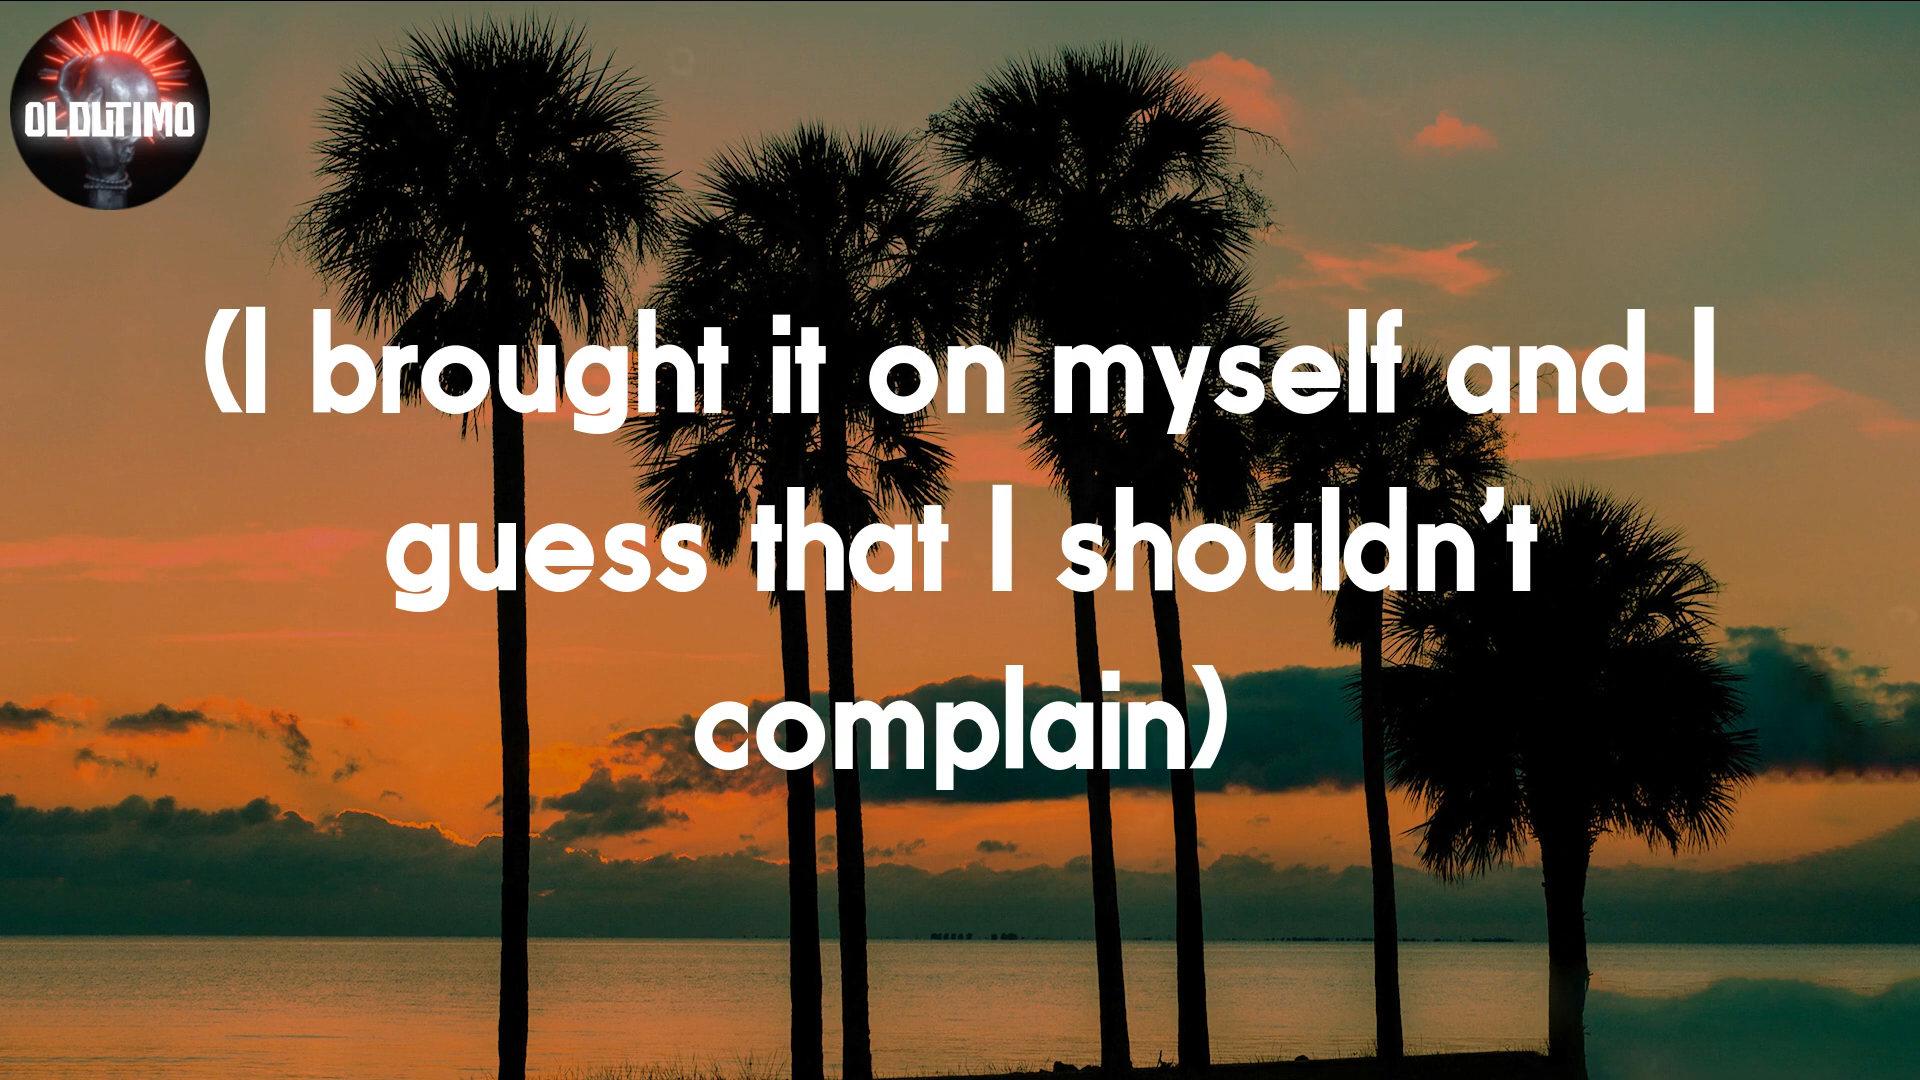 OLDUTIMO
(I brought it on myself and I
guess that I shouldn't
complain)